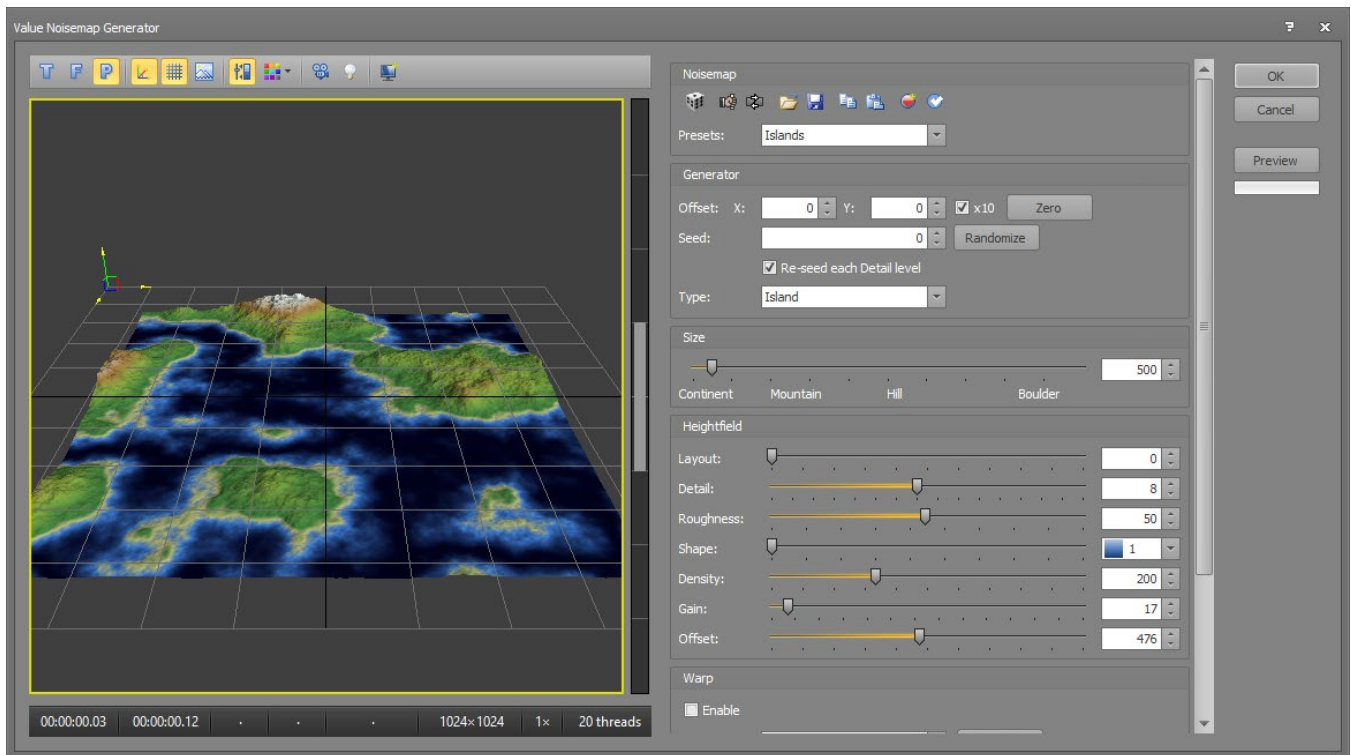 Value Noisemap Generator
? x
T F P
Noisemap
OK
Cancel
Presets: Islands
Preview
Generator
Offset: X: 0 Y: 0 x10 Zero
Seed: 0 Randomize
Re-seed each Detail level
Type: Island
Size
500
Continent Mountain Hill Boulder
Heightfield
Layout: 0
Detail: 8
Roughness: 50
Shape: 1
Density: 200
Gain: 17
Offset: 476
Warp
Enable
00:00:00.03 00:00:00.12 · · · 1024×1024 1× 20 threads